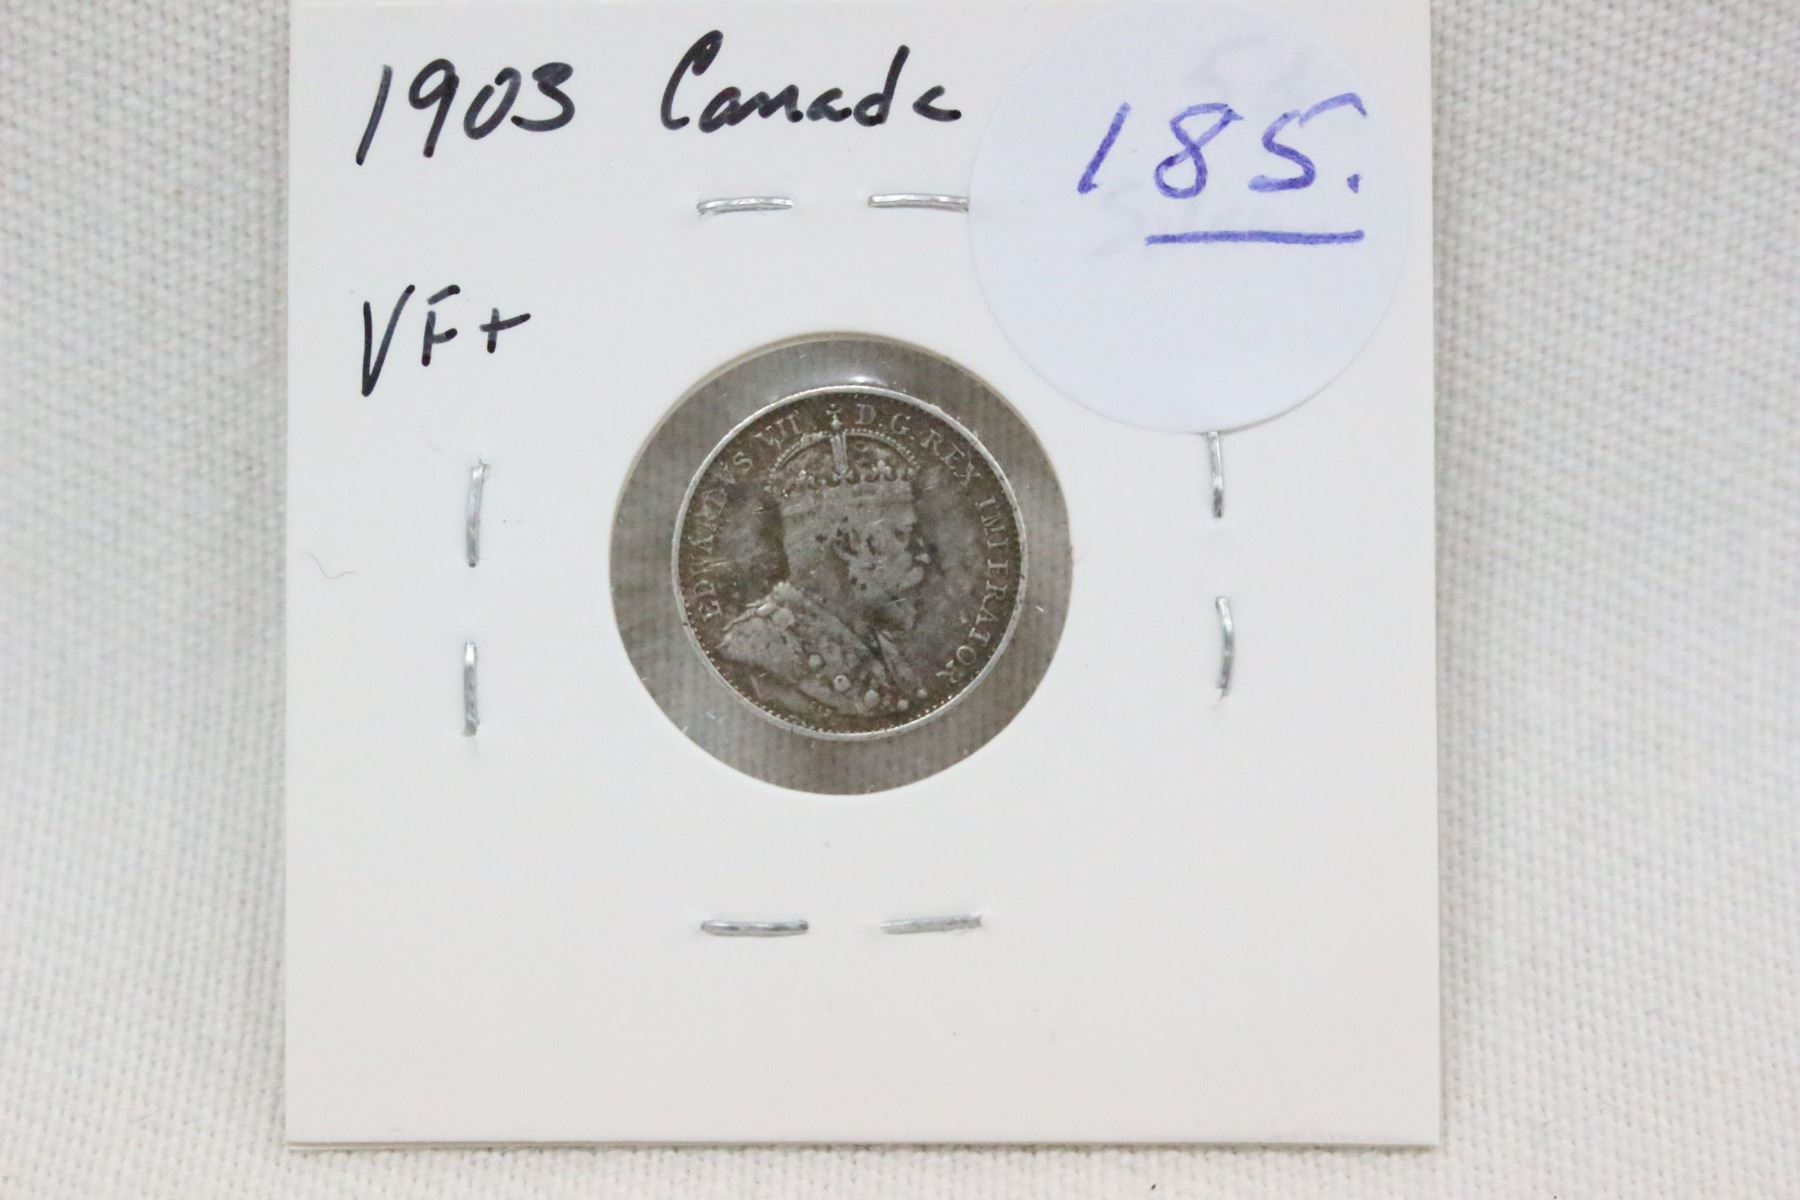 1903 Canada
185.
VF+
EDWARDVS VII D.G. REX IMPERATOR